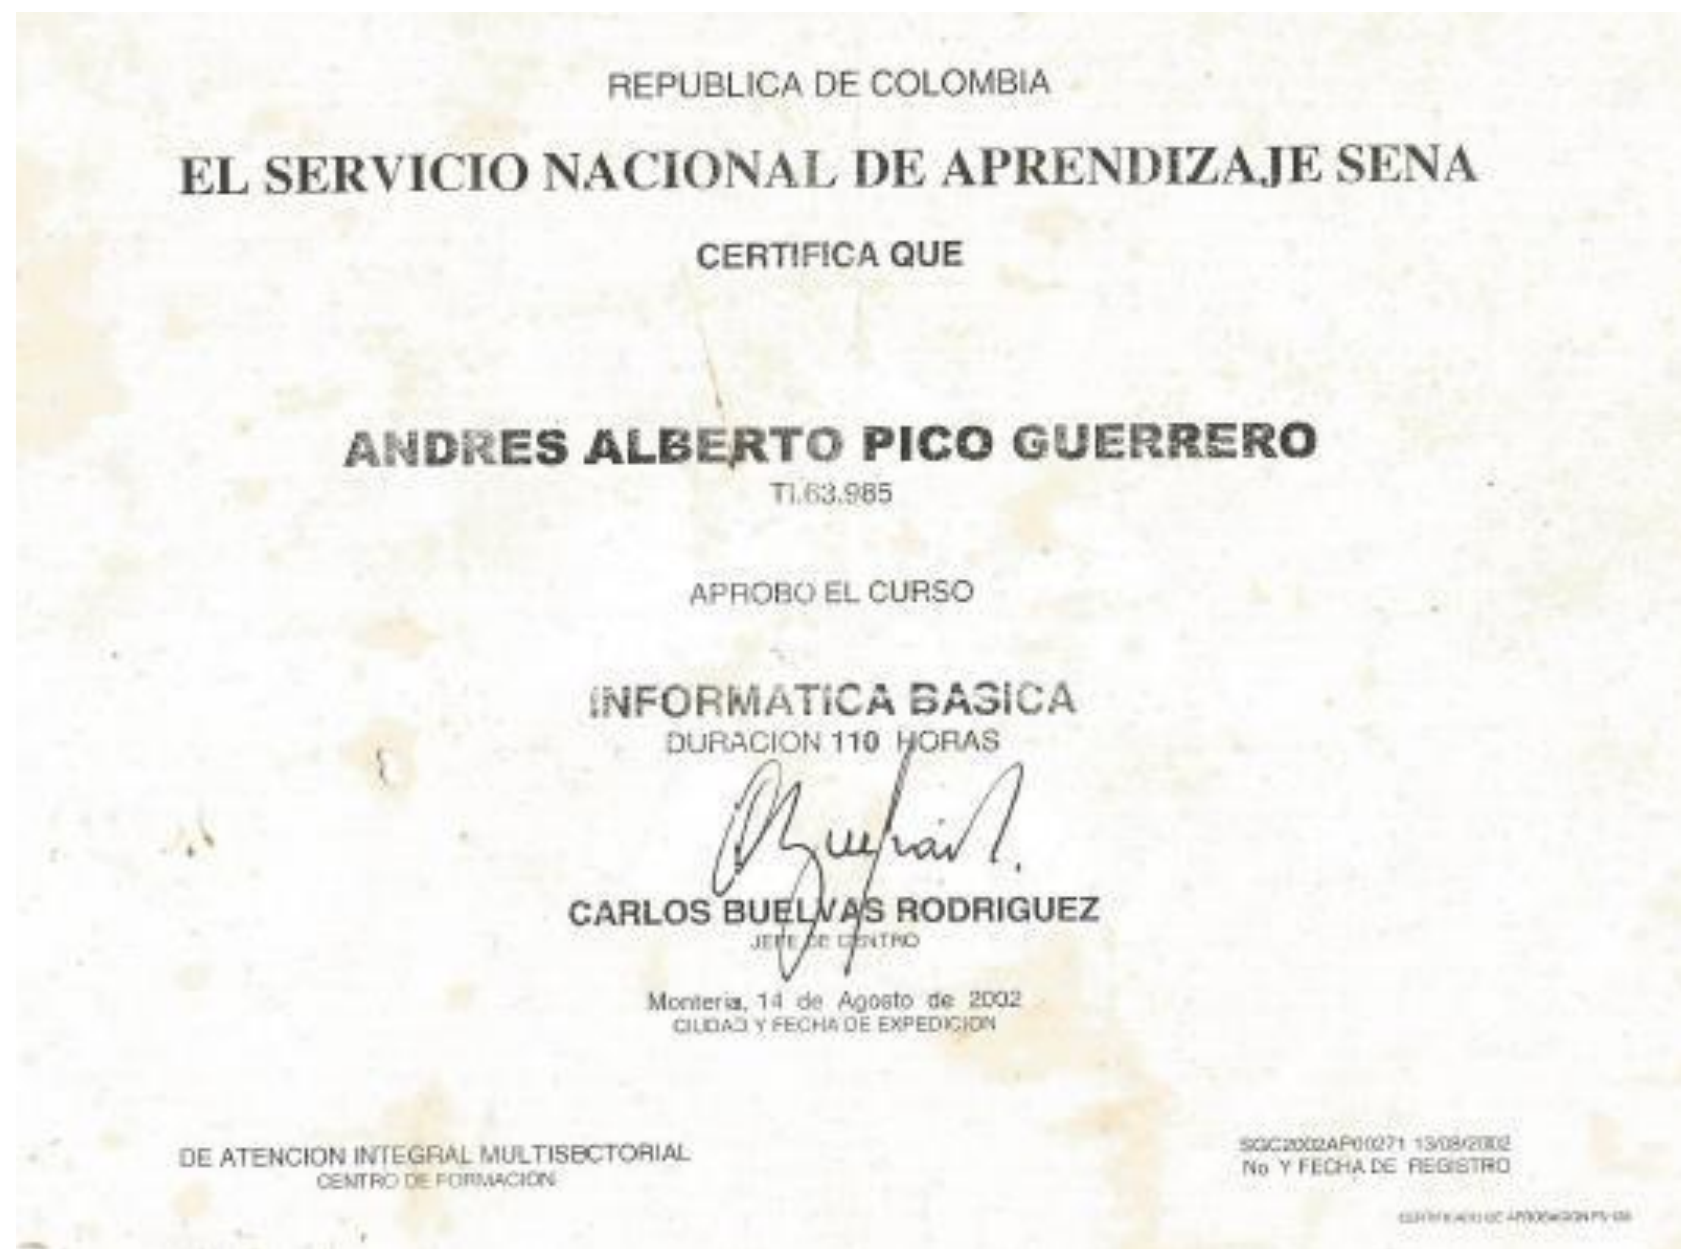 REPUBLICA DE COLOMBIA
EL SERVICIO NACIONAL DE APRENDIZAJE SENA
CERTIFICA QUE
ANDRES ALBERTO PICO GUERRERO
TI.63.985
APROBO EL CURSO
INFORMATICA BASICA
DURACION 110 HORAS
CARLOS BUELVAS RODRIGUEZ
JEFE DE CENTRO
Monteria, 14 de Agosto de 2002
CIUDAD Y FECHA DE EXPEDICION
DE ATENCION INTEGRAL MULTISECTORIAL
CENTRO DE FORMACION
SGC2002AP00271 13/08/2002
No Y FECHA DE REGISTRO
CERTIFICADO DE APROBACION